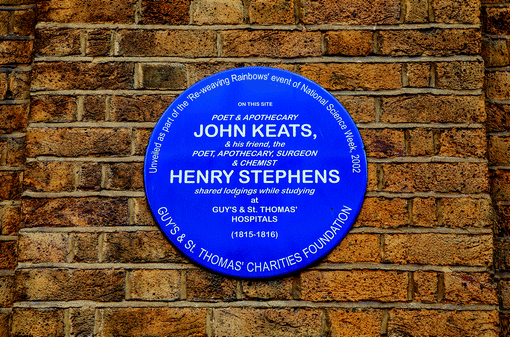 Unveiled as part of the 'Re-weaving Rainbows' event of National Science Week, 2002
ON THIS SITE
POET & APOTHECARY
JOHN KEATS,
& his friend, the
POET, APOTHECARY, SURGEON
& CHEMIST
HENRY STEPHENS
shared lodgings while studying
at
GUY'S & St. THOMAS'
HOSPITALS
(1815-1816)
GUY'S & St. THOMAS' CHARITIES FOUNDATION